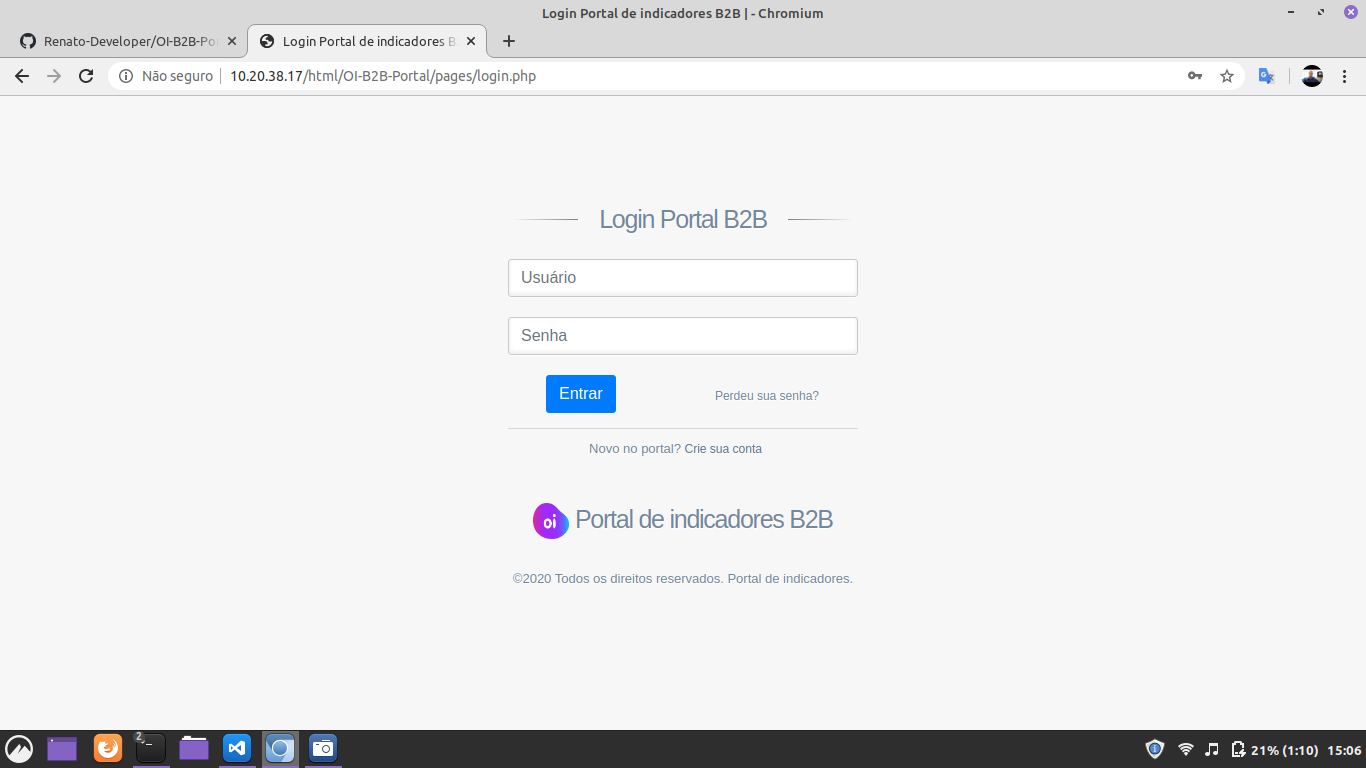 Login Portal de indicadores B2B | - Chromium
Renato-Developer/OI-B2B-Po
Login Portal de indicadores B
Não seguro
10.20.38.17/html/OI-B2B-Portal/pages/login.php
Login Portal B2B
Usuário
Senha
Entrar
Perdeu sua senha?
Novo no portal? Crie sua conta
oi Portal de indicadores B2B
©2020 Todos os direitos reservados. Portal de indicadores.
2
21% (1:10) 15:06